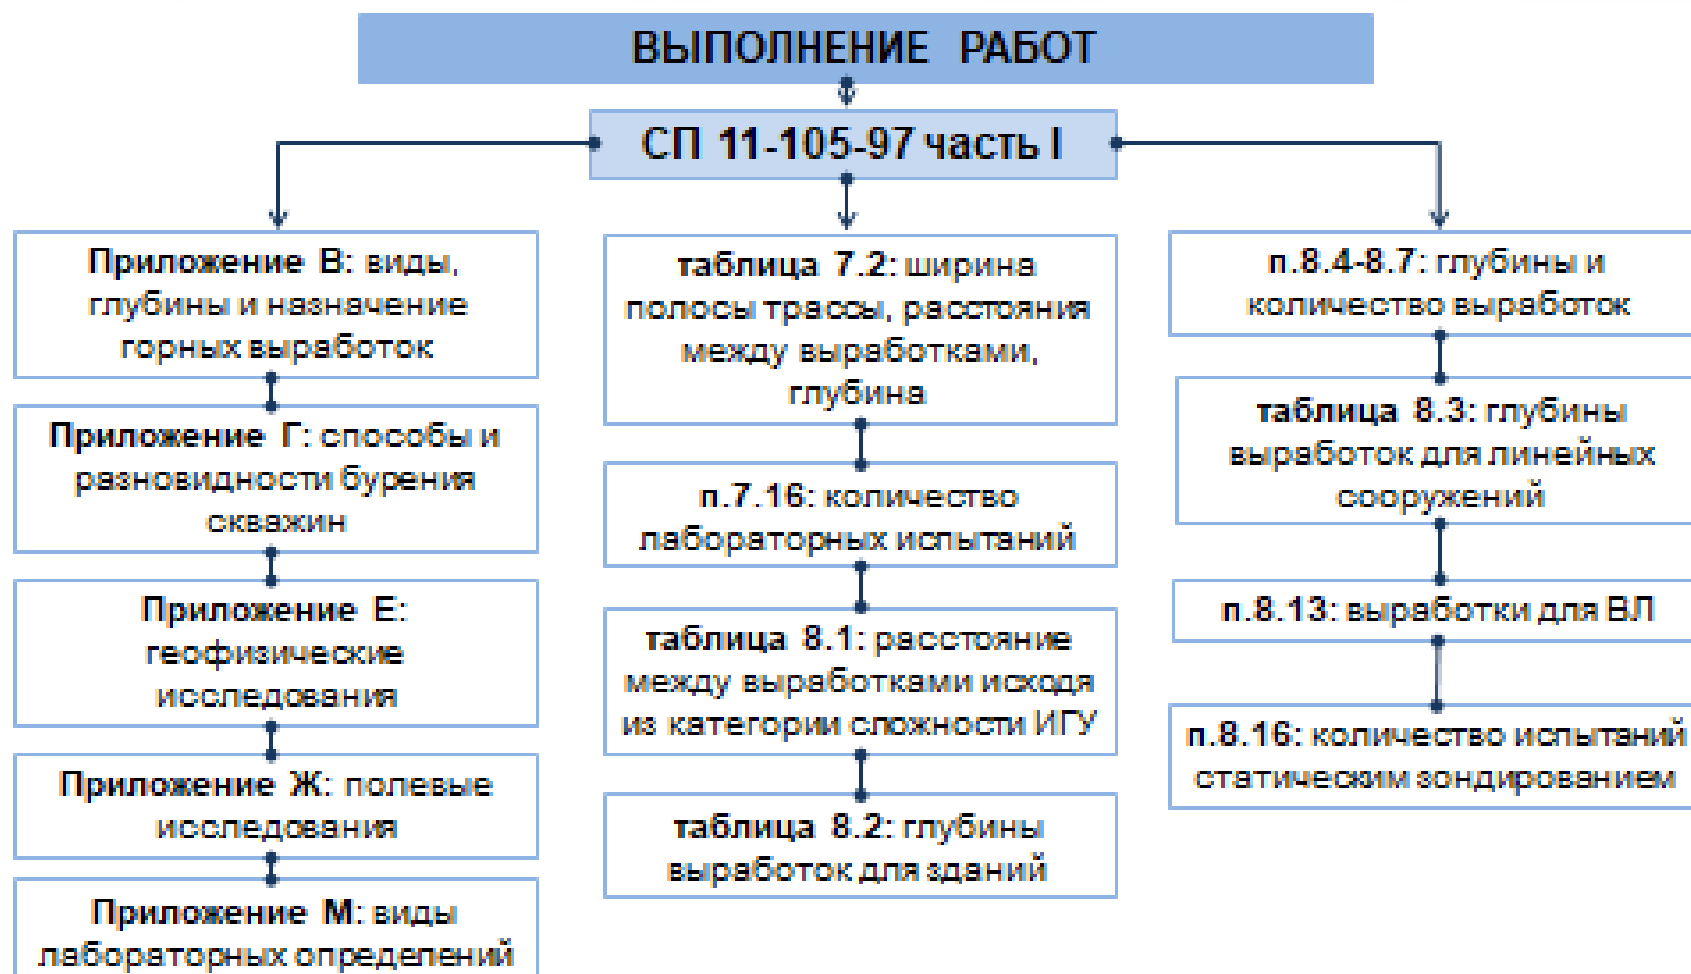 ВЫПОЛНЕНИЕ РАБОТ
СП 11-105-97 часть I
Приложение В: виды,
глубины и назначение
горных выработок
Приложение Г: способы и
разновидности бурения
скважин
Приложение Е:
геофизические
исследования
Приложение Ж: полевые
исследования
Приложение М: виды
лабораторных определений
таблица 7.2: ширина
полосы трассы, расстояния
между выработками,
глубина
п.7.16: количество
лабораторных испытаний
таблица 8.1: расстояние
между выработками исходя
из категории сложности ИГУ
таблица 8.2: глубины
выработок для зданий
п.8.4-8.7: глубины и
количество выработок
таблица 8.3: глубины
выработок для линейных
сооружений
п.8.13: выработки для ВЛ
п.8.16: количество испытаний
статическим зондированием